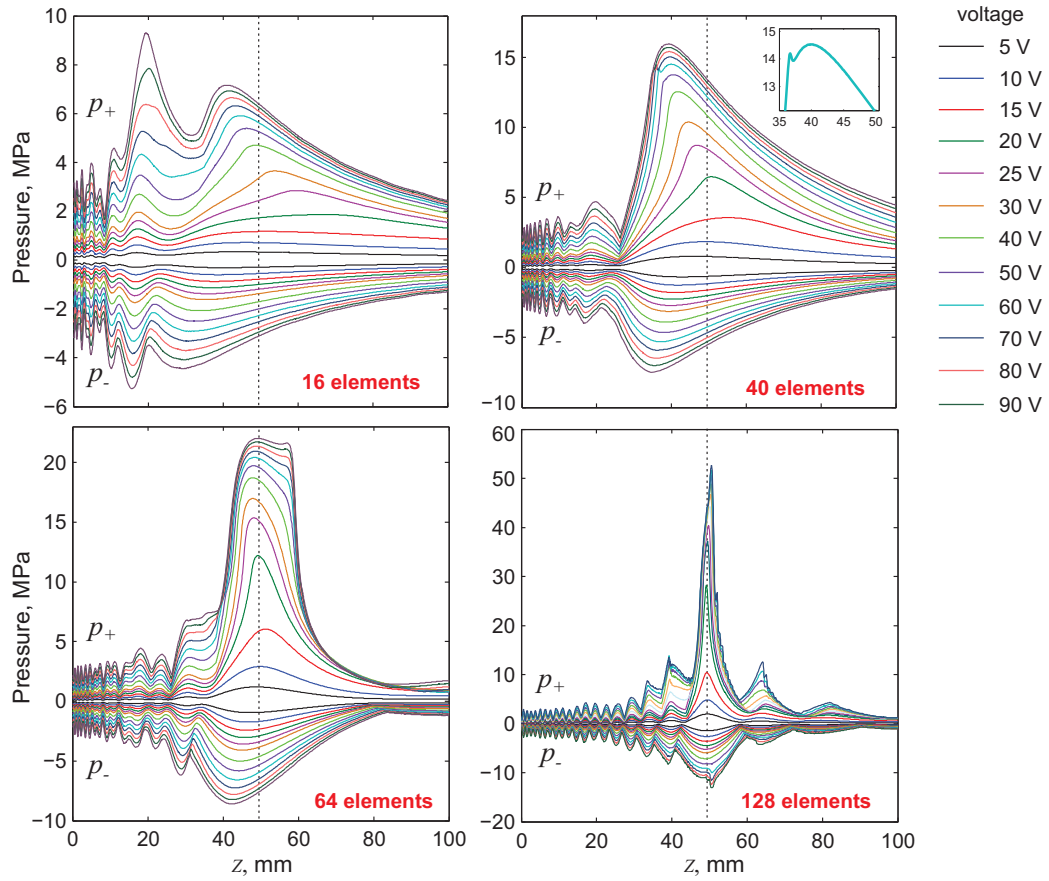 10
8
6
4
2
0
−2
−4
−6
Pressure, MPa
p+
p-
16 elements
15
10
5
0
−5
−10
p+
p-
40 elements
15
14
13
35 40 45 50
voltage
5 V
10 V
15 V
20 V
25 V
30 V
40 V
50 V
60 V
70 V
80 V
90 V
20
15
10
5
0
−5
−10
Pressure, MPa
p+
p-
64 elements
0 20 40 60 80 100
z, mm
60
50
40
30
20
10
0
−10
−20
p+
p-
128 elements
0 20 40 60 80 100
z, mm